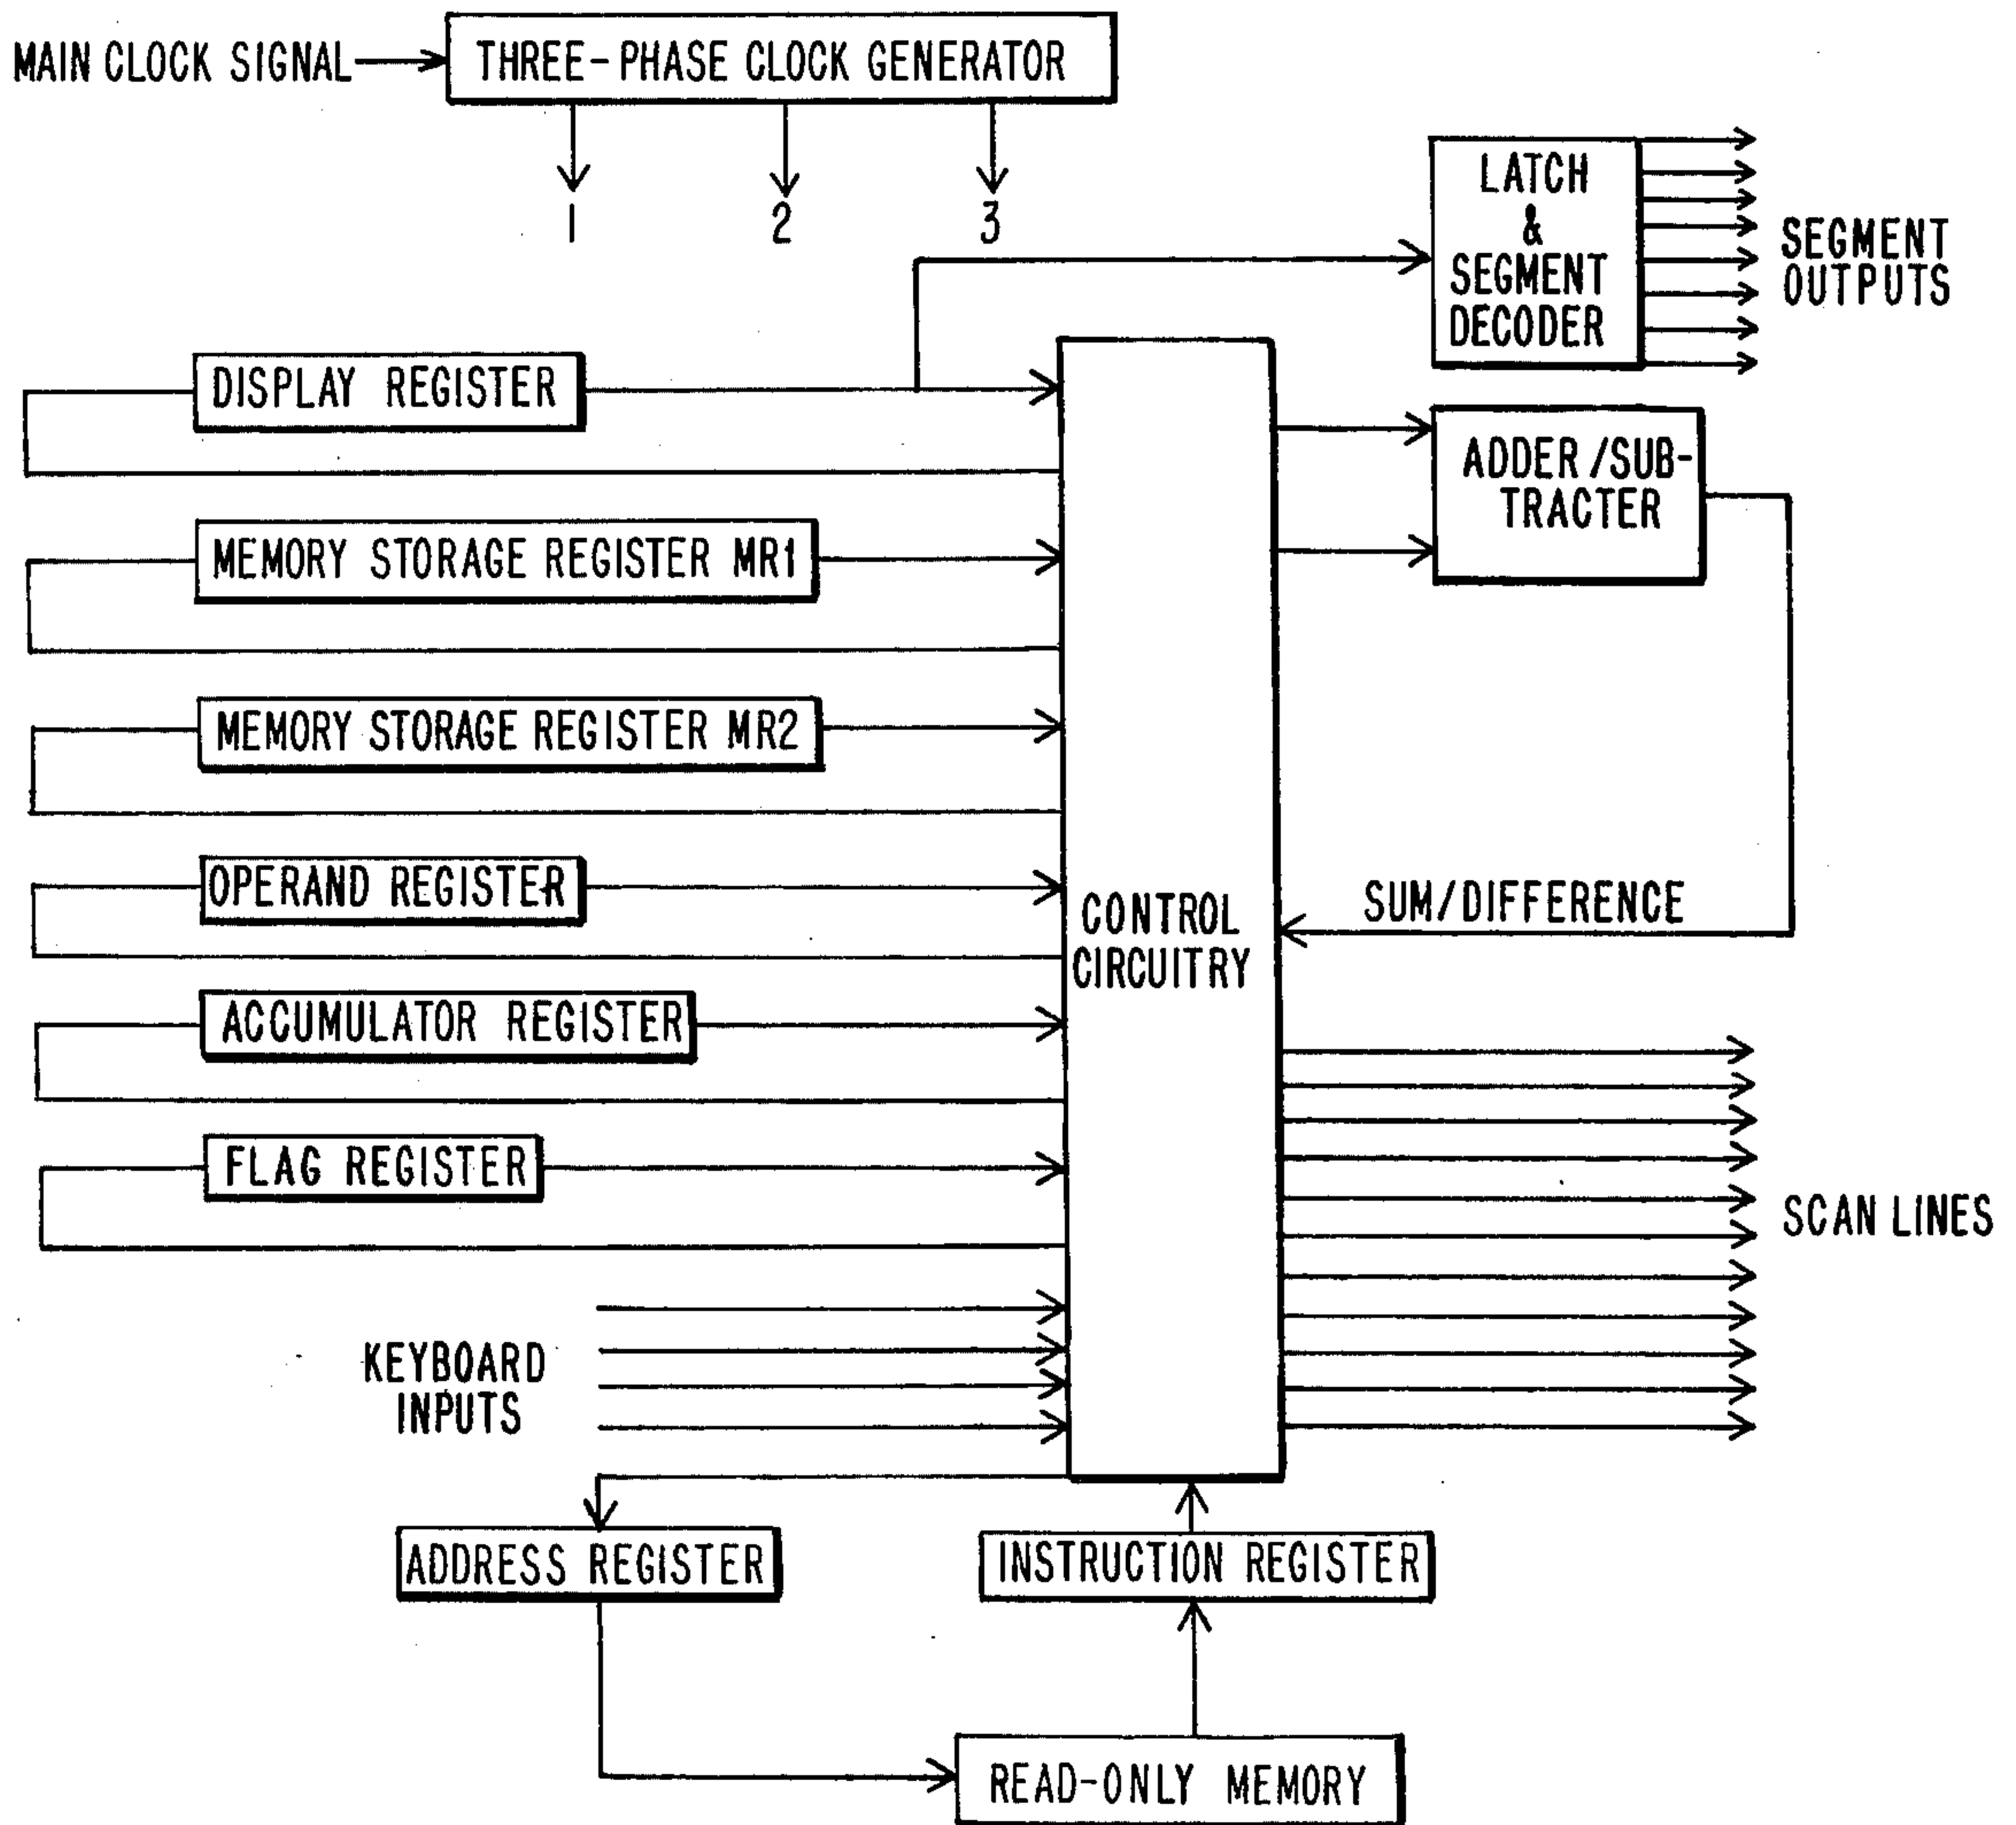 MAIN CLOCK SIGNAL
THREE-PHASE CLOCK GENERATOR
1
2
3
LATCH
&
SEGMENT
DECODER
SEGMENT
OUTPUTS
DISPLAY REGISTER
ADDER/SUB-
TRACTER
MEMORY STORAGE REGISTER MR1
MEMORY STORAGE REGISTER MR2
OPERAND REGISTER
CONTROL
CIRCUITRY
SUM/DIFFERENCE
ACCUMULATOR REGISTER
FLAG REGISTER
SCAN LINES
KEYBOARD
INPUTS
ADDRESS REGISTER
INSTRUCTION REGISTER
READ-ONLY MEMORY